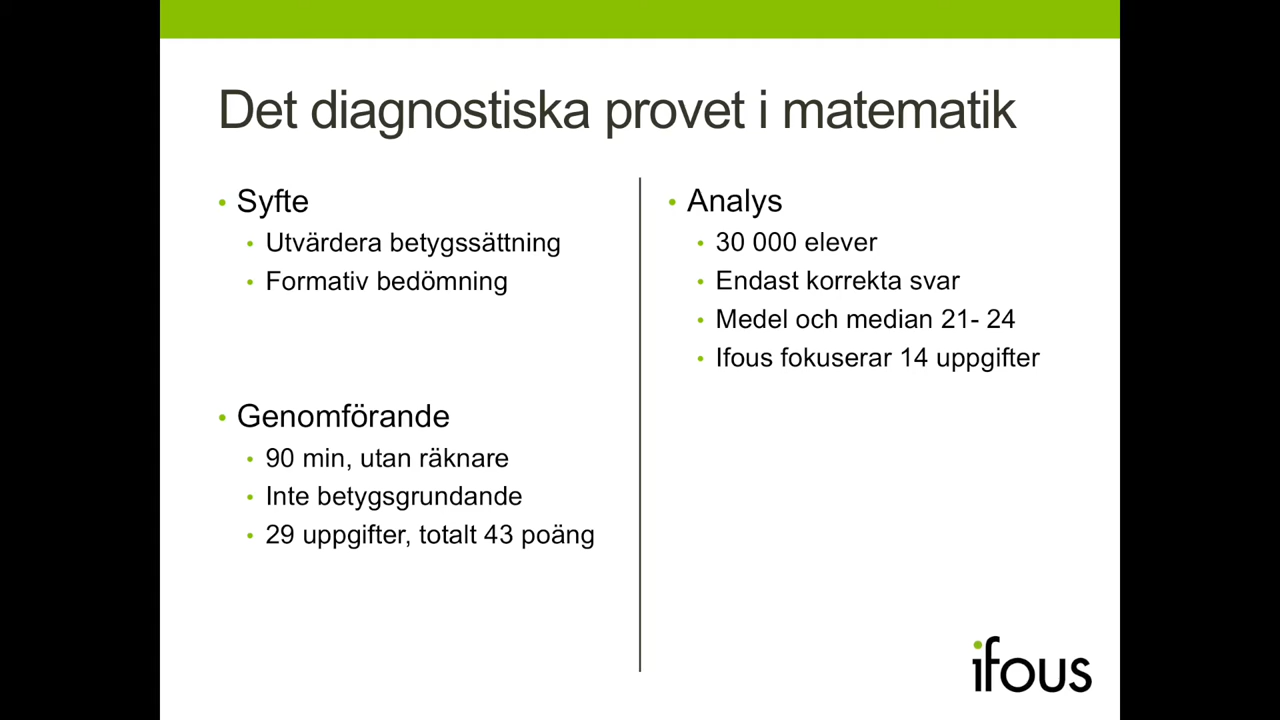 Det diagnostiska provet i matematik
• Syfte
• Utvärdera betygssättning
• Formativ bedömning
• Genomförande
• 90 min, utan räknare
• Inte betygsgrundande
• 29 uppgifter, totalt 43 poäng
• Analys
• 30 000 elever
• Endast korrekta svar
• Medel och median 21- 24
• Ifous fokuserar 14 uppgifter
ifous